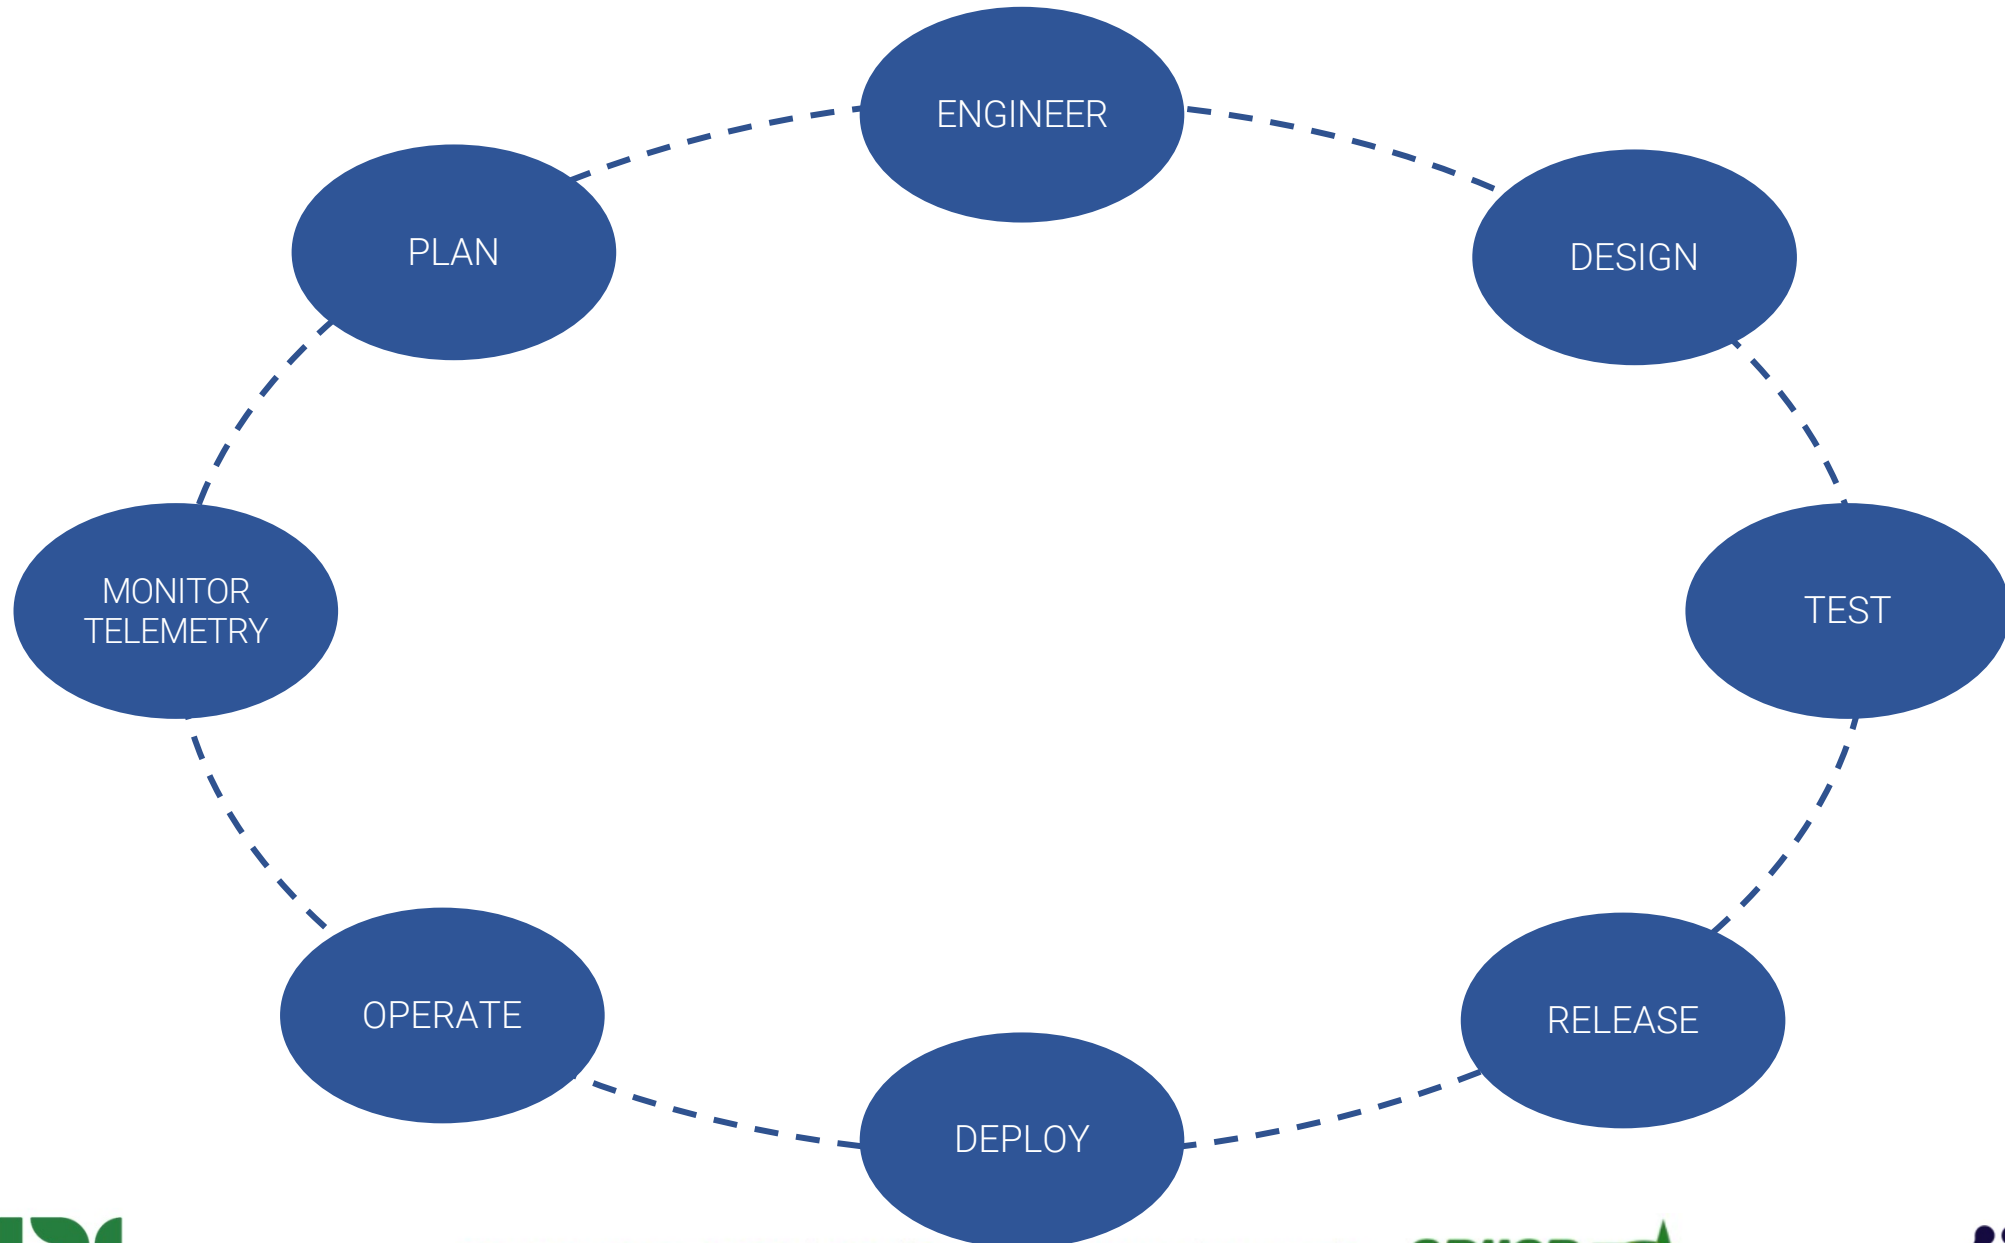 ENGINEER
PLAN
DESIGN
MONITOR
TELEMETRY
TEST
OPERATE
RELEASE
DEPLOY